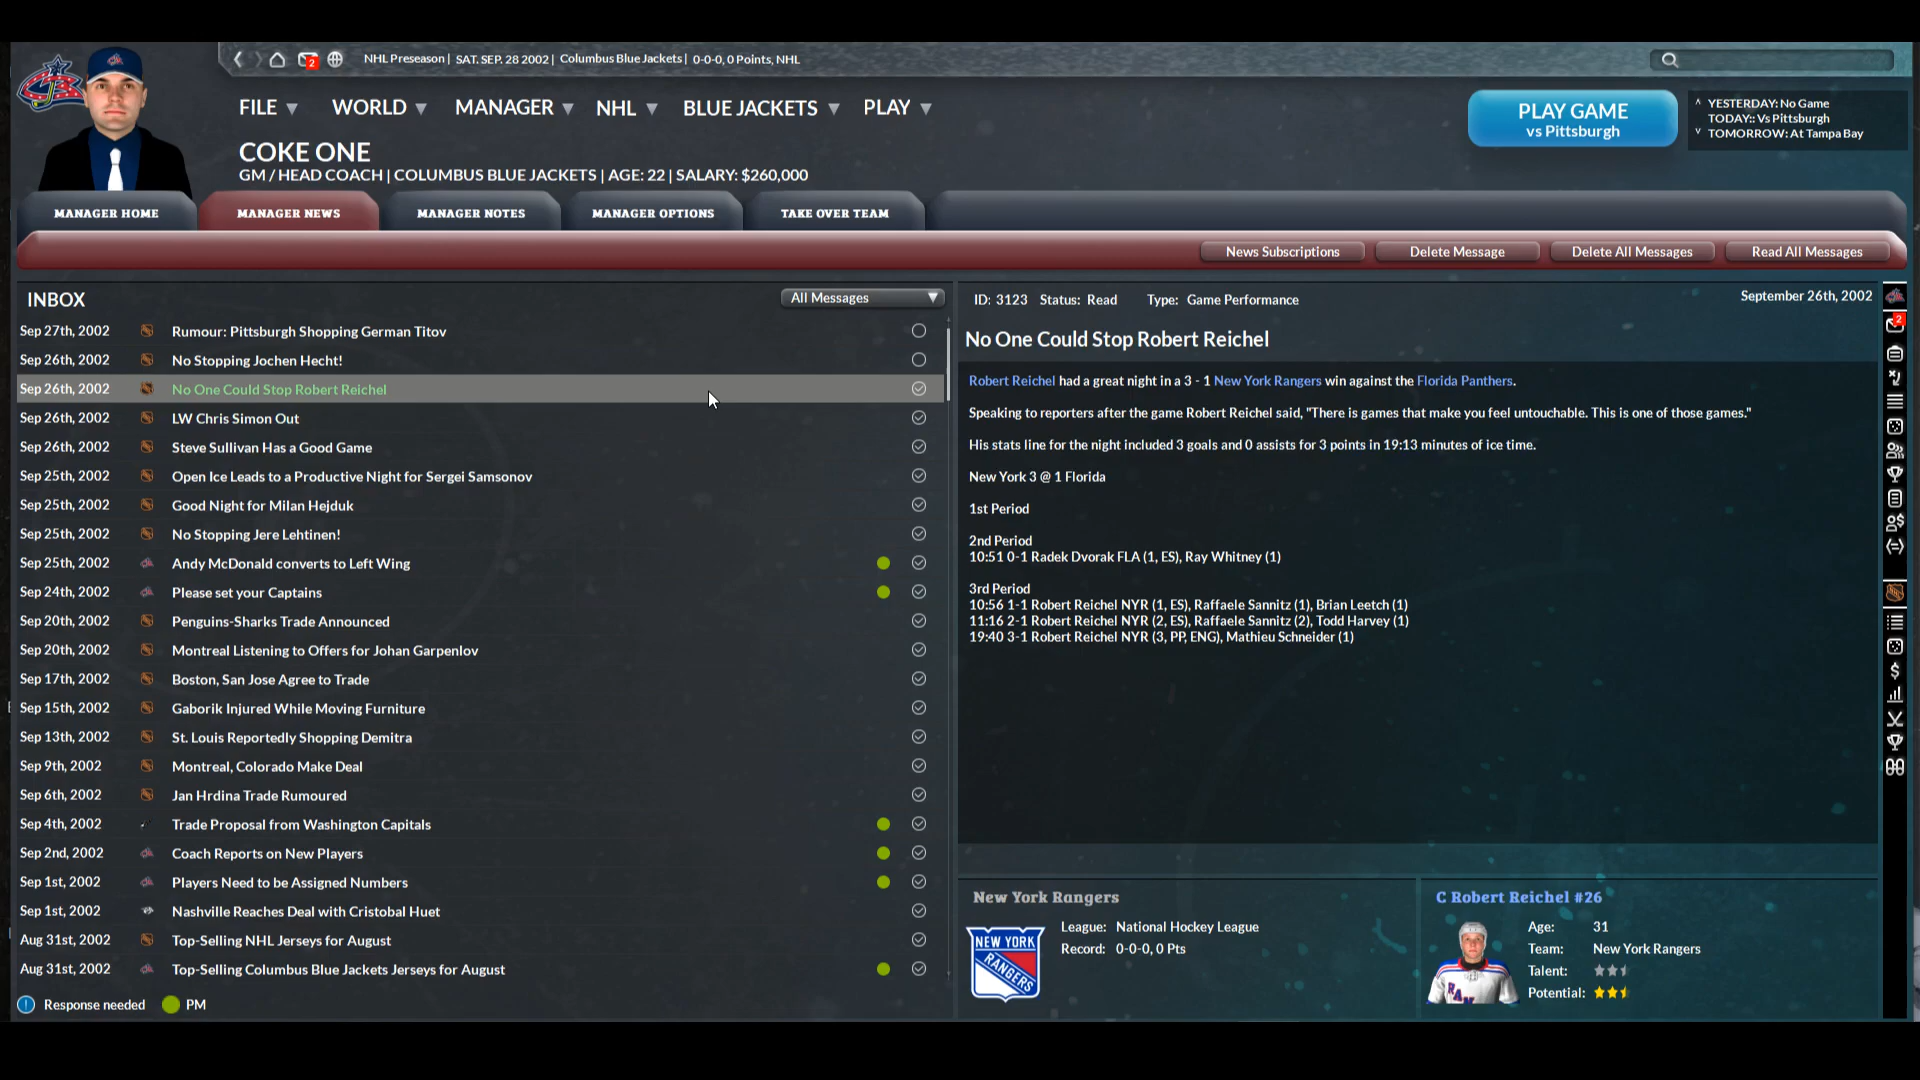 2
NHL Preseason | SAT. SEP. 28 2002 | Columbus Blue Jackets | 0-0-0, 0 Points, NHL
FILE WORLD MANAGER NHL BLUE JACKETS PLAY
PLAY GAME
vs Pittsburgh
YESTERDAY: No Game
TODAY:: Vs Pittsburgh
TOMORROW: At Tampa Bay
COKE ONE
GM / HEAD COACH | COLUMBUS BLUE JACKETS | AGE: 22 | SALARY: $260,000
MANAGER HOME MANAGER NEWS MANAGER NOTES MANAGER OPTIONS TAKE OVER TEAM
News Subscriptions Delete Message Delete All Messages Read All Messages
INBOX All Messages
Sep 27th, 2002 Rumour: Pittsburgh Shopping German Titov
Sep 26th, 2002 No Stopping Jochen Hecht!
Sep 26th, 2002 No One Could Stop Robert Reichel
Sep 26th, 2002 LW Chris Simon Out
Sep 26th, 2002 Steve Sullivan Has a Good Game
Sep 25th, 2002 Open Ice Leads to a Productive Night for Sergei Samsonov
Sep 25th, 2002 Good Night for Milan Hejduk
Sep 25th, 2002 No Stopping Jere Lehtinen!
Sep 25th, 2002 Andy McDonald converts to Left Wing
Sep 24th, 2002 Please set your Captains
Sep 20th, 2002 Penguins-Sharks Trade Announced
Sep 20th, 2002 Montreal Listening to Offers for Johan Garpenlov
Sep 17th, 2002 Boston, San Jose Agree to Trade
Sep 15th, 2002 Gaborik Injured While Moving Furniture
Sep 13th, 2002 St. Louis Reportedly Shopping Demitra
Sep 9th, 2002 Montreal, Colorado Make Deal
Sep 6th, 2002 Jan Hrdina Trade Rumoured
Sep 4th, 2002 Trade Proposal from Washington Capitals
Sep 2nd, 2002 Coach Reports on New Players
Sep 1st, 2002 Players Need to be Assigned Numbers
Sep 1st, 2002 Nashville Reaches Deal with Cristobal Huet
Aug 31st, 2002 Top-Selling NHL Jerseys for August
Aug 31st, 2002 Top-Selling Columbus Blue Jackets Jerseys for August
Response needed PM
ID: 3123 Status: Read Type: Game Performance September 26th, 2002
2
No One Could Stop Robert Reichel
Robert Reichel had a great night in a 3 - 1 New York Rangers win against the Florida Panthers.
Speaking to reporters after the game Robert Reichel said, "There is games that make you feel untouchable. This is one of those games."
His stats line for the night included 3 goals and 0 assists for 3 points in 19:13 minutes of ice time.
New York 3 @ 1 Florida
1st Period
2nd Period
10:51 0-1 Radek Dvorak FLA (1, ES), Ray Whitney (1)
3rd Period
10:56 1-1 Robert Reichel NYR (1, ES), Raffaele Sannitz (1), Brian Leetch (1)
11:16 2-1 Robert Reichel NYR (2, ES), Raffaele Sannitz (2), Todd Harvey (1)
19:40 3-1 Robert Reichel NYR (3, PP, ENG), Mathieu Schneider (1)
New York Rangers
NEW YORK
RANGERS
League: National Hockey League
Record: 0-0-0, 0 Pts
C Robert Reichel #26
Age: 31
Team: New York Rangers
Talent:
Potential: